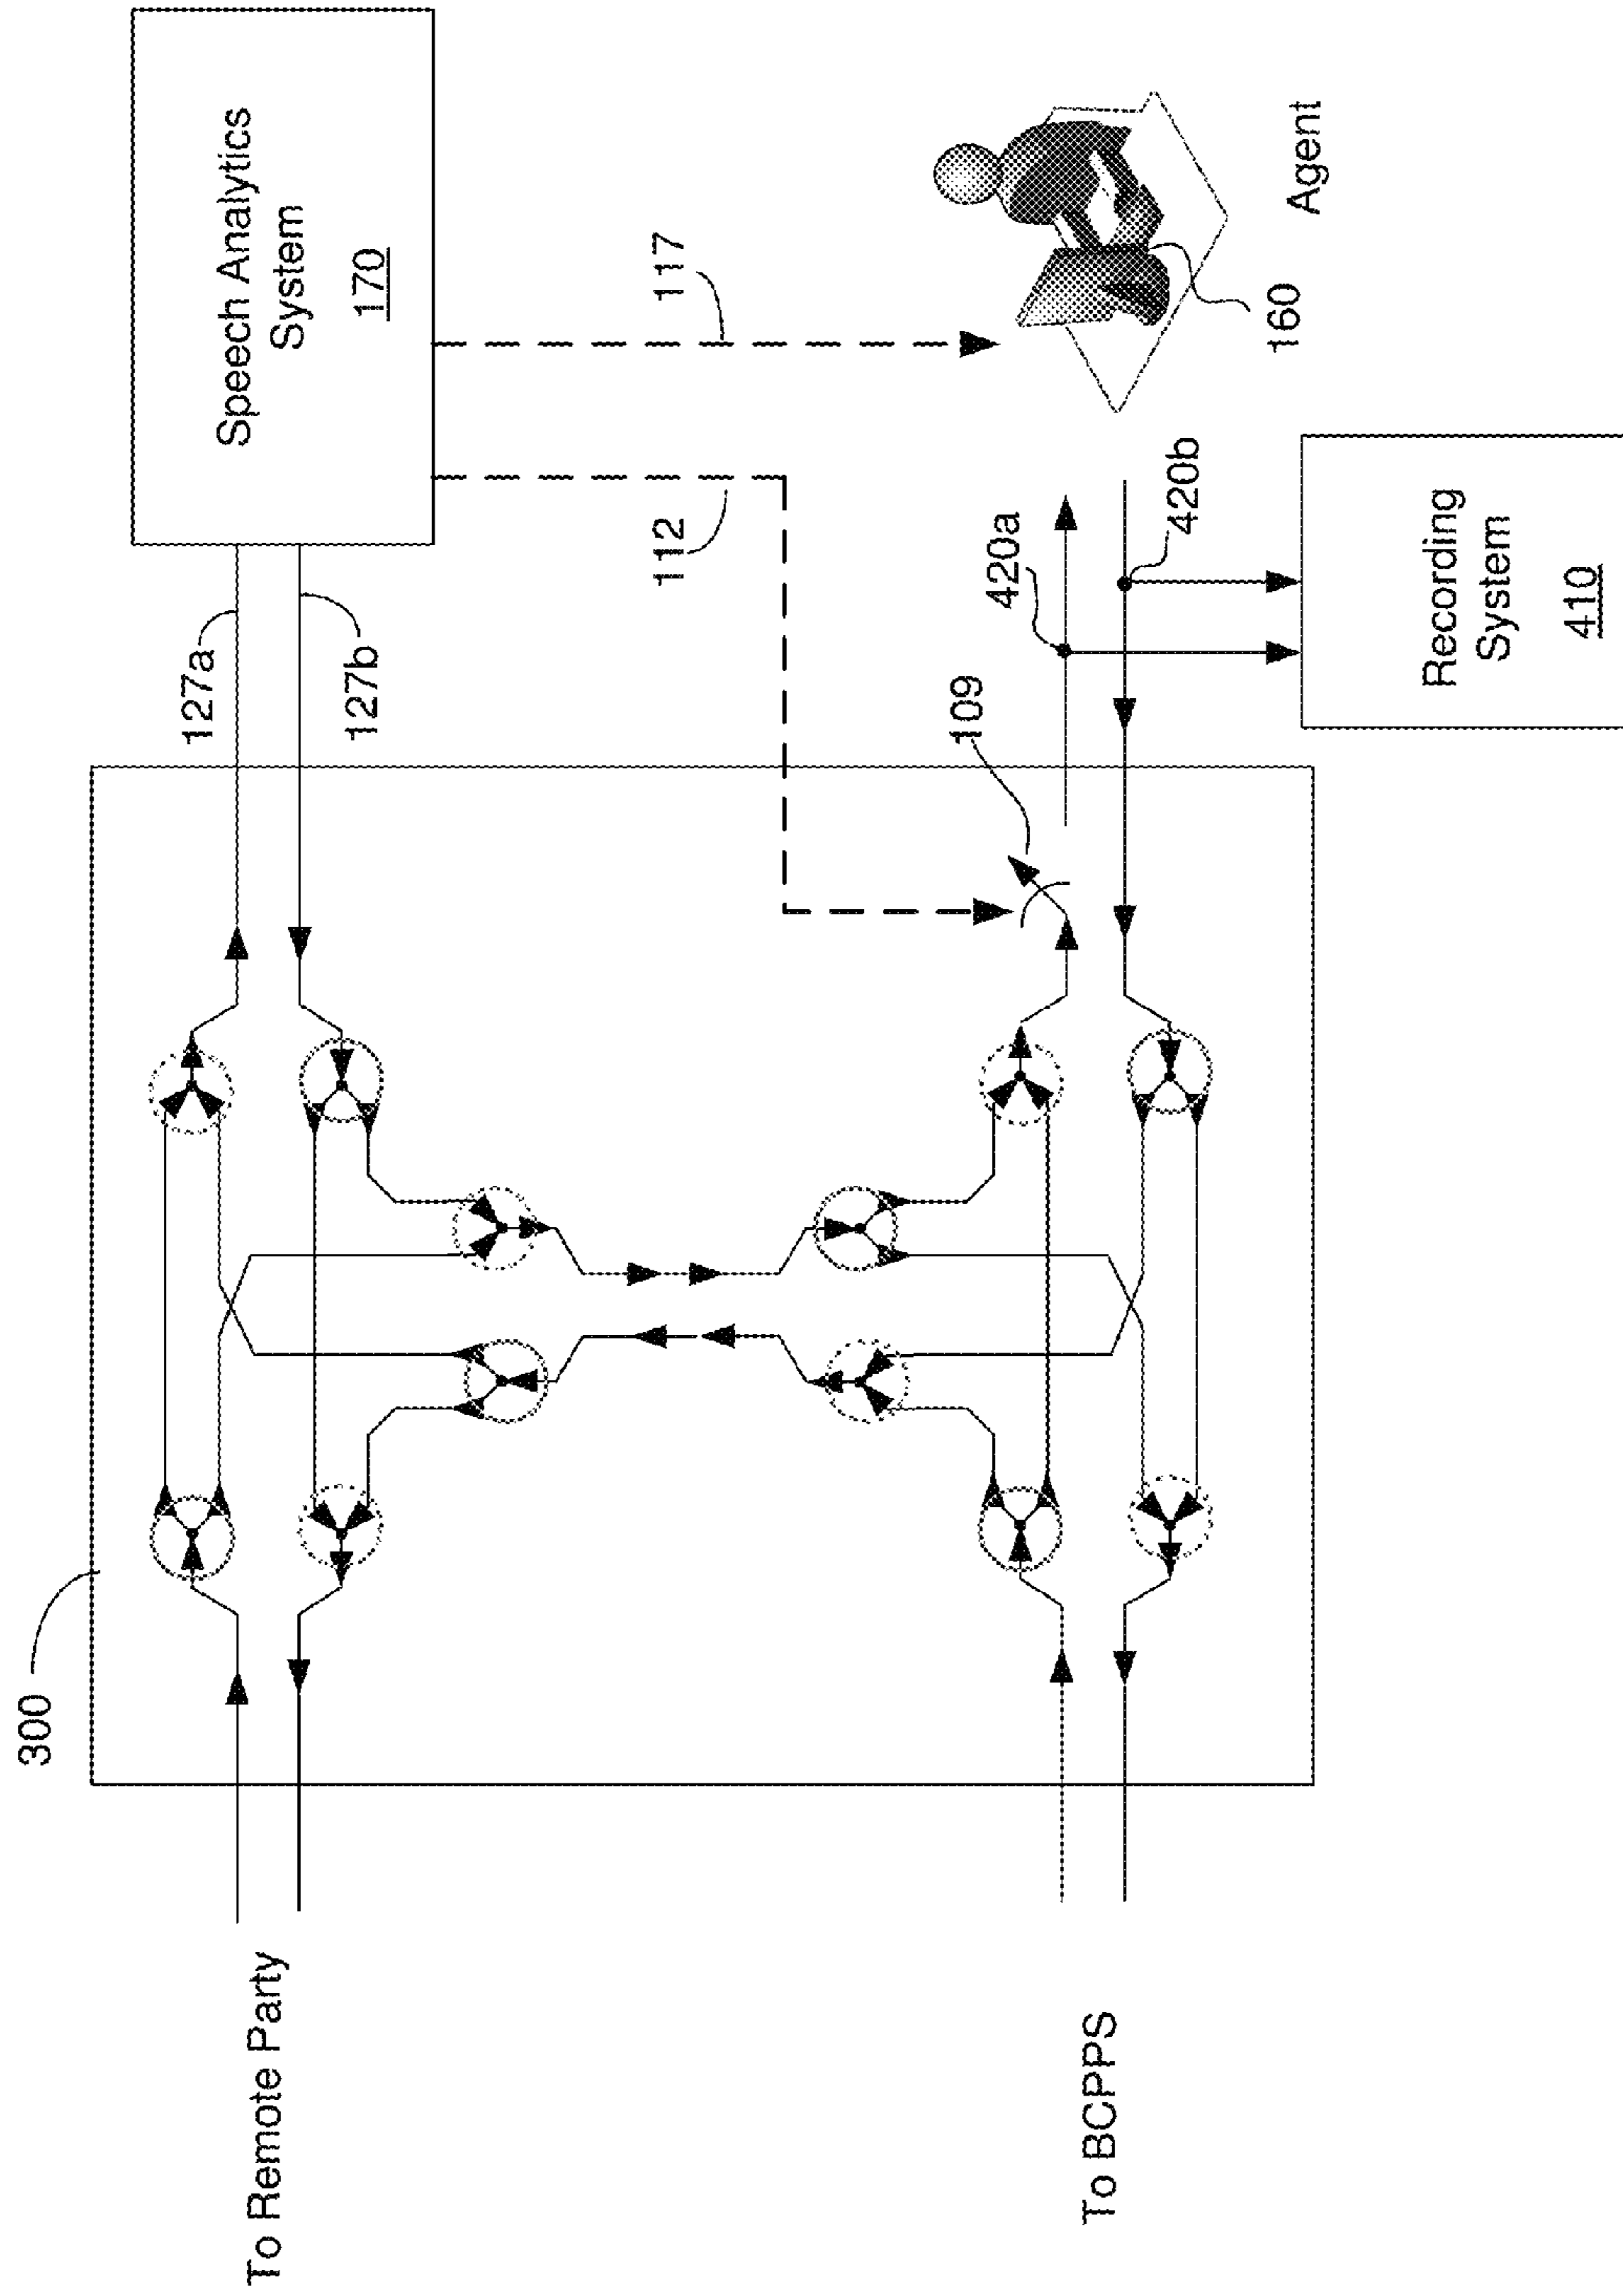 300
To Remote Party
To BCPPS
127a
127b
Speech Analytics
System
170
112
117
109
420a
420b
160
Agent
Recording
System
410